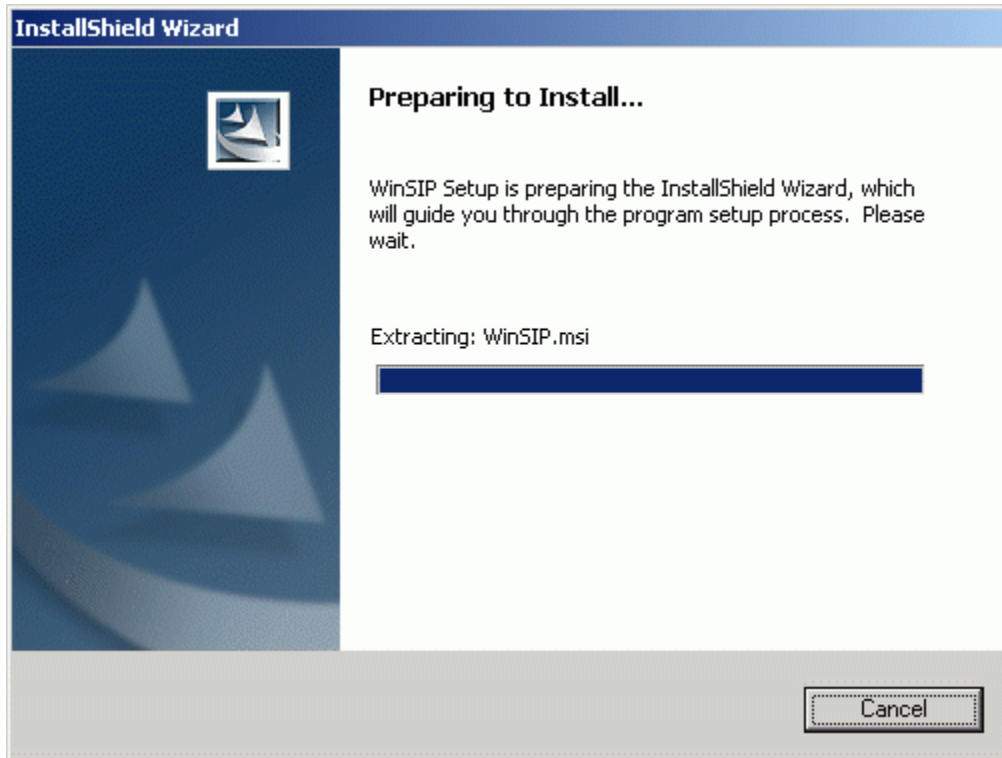 InstallShield Wizard
Preparing to Install...
WinSIP Setup is preparing the InstallShield Wizard, which
will guide you through the program setup process.  Please
wait.
Extracting: WinSIP.msi
Cancel